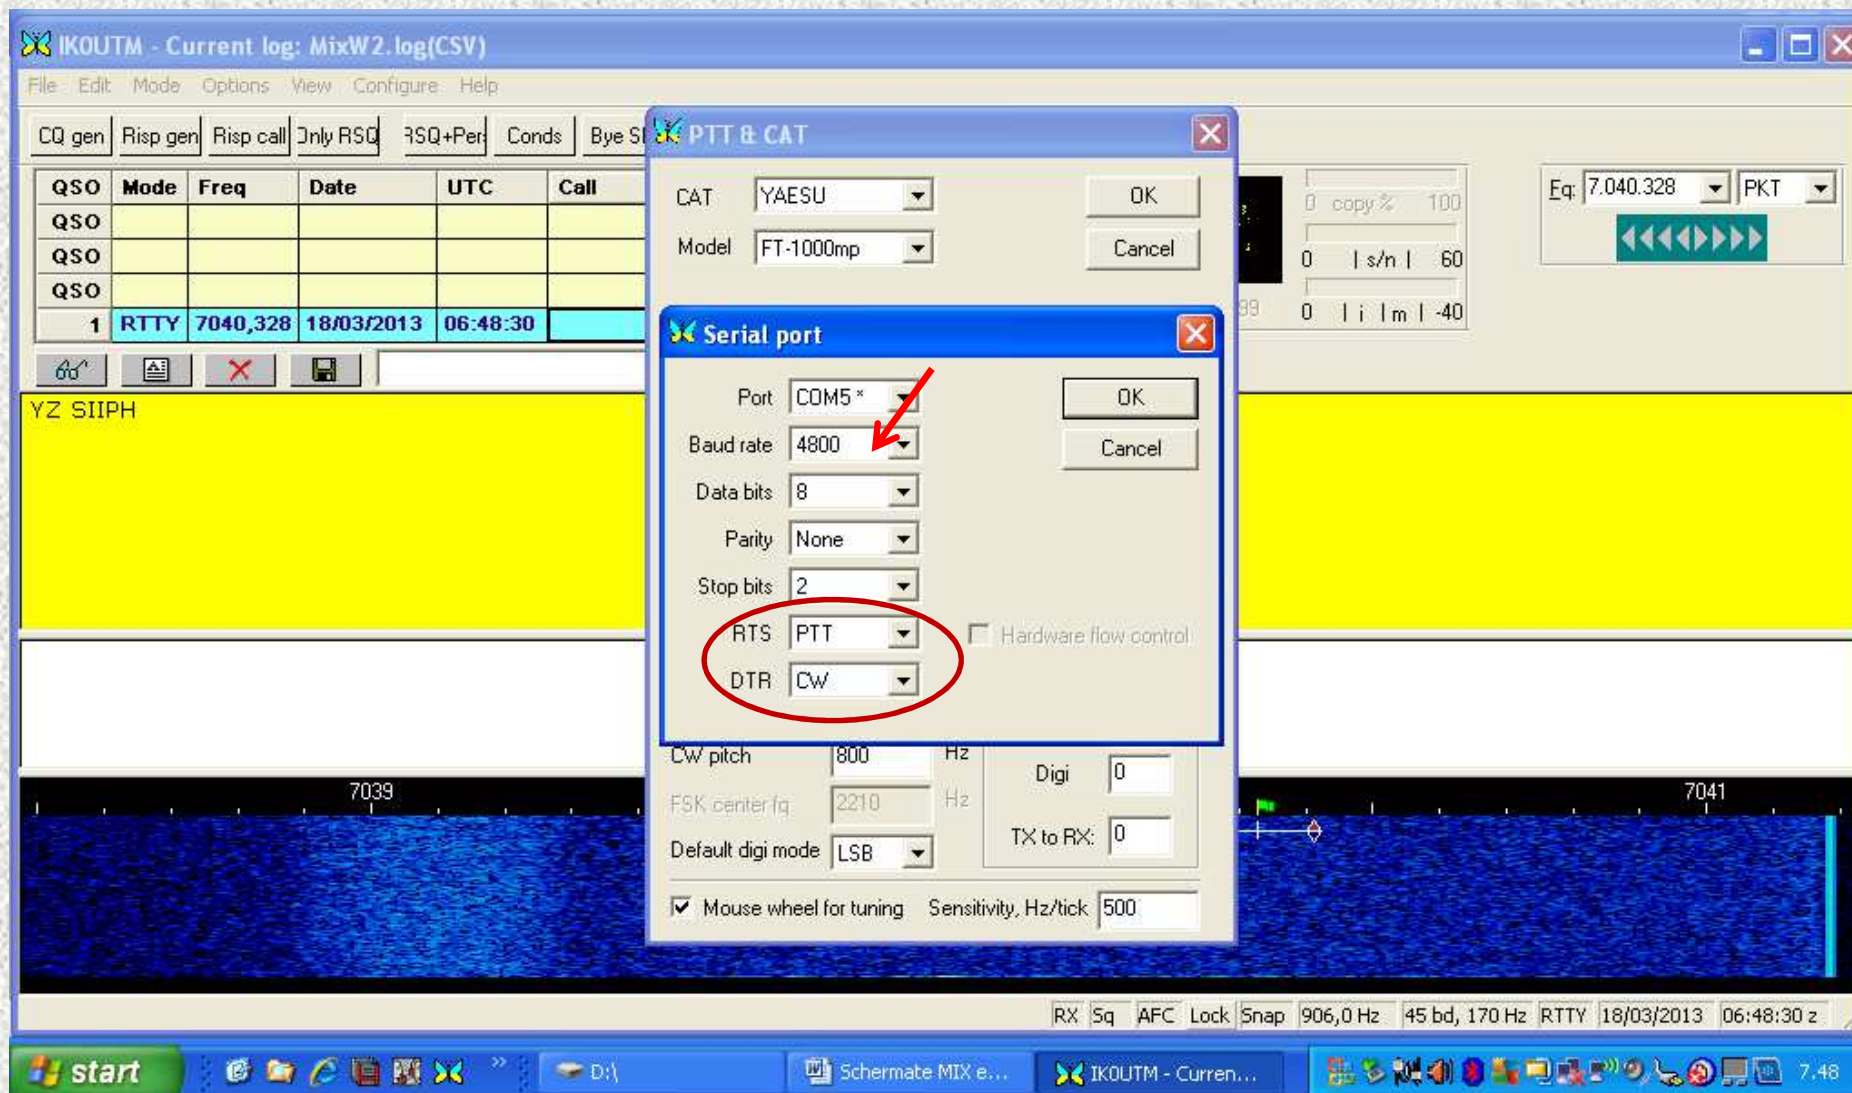 IK0UTM - Current log: MixW2.log(CSV)
File Edit Mode Options View Configure Help
CQ gen Risp gen Risp call Only RSQ RSQ+Per Conds Bye
PTT & CAT
QSO Mode Freq Date UTC Call
QSO
QSO
QSO
1 RTTY 7040,328 18/03/2013 06:48:30
CAT YAESU OK
Model FT-1000mp Cancel
0 copy% 100
0 | s/n | 60
0 | i | m | -40
Fq: 7.040.328 PKT
Serial port
Port COM5 * OK
Baud rate 4800 Cancel
Data bits 8
Parity None
Stop bits 2
RTS PTT Hardware flow control
DTR CW
YZ SIIPH
CW pitch 800 Hz
FSK center fq 2210 Hz
Default digi mode LSB
Digi 0
TX to RX: 0
Mouse wheel for tuning Sensitivity, Hz/tick 500
7039 7041
RX Sq AFC Lock Snap 906,0 Hz 45 bd, 170 Hz RTTY 18/03/2013 06:48:30 z
start D:\ Schermate MIX e... IK0UTM - Curren... 7.48